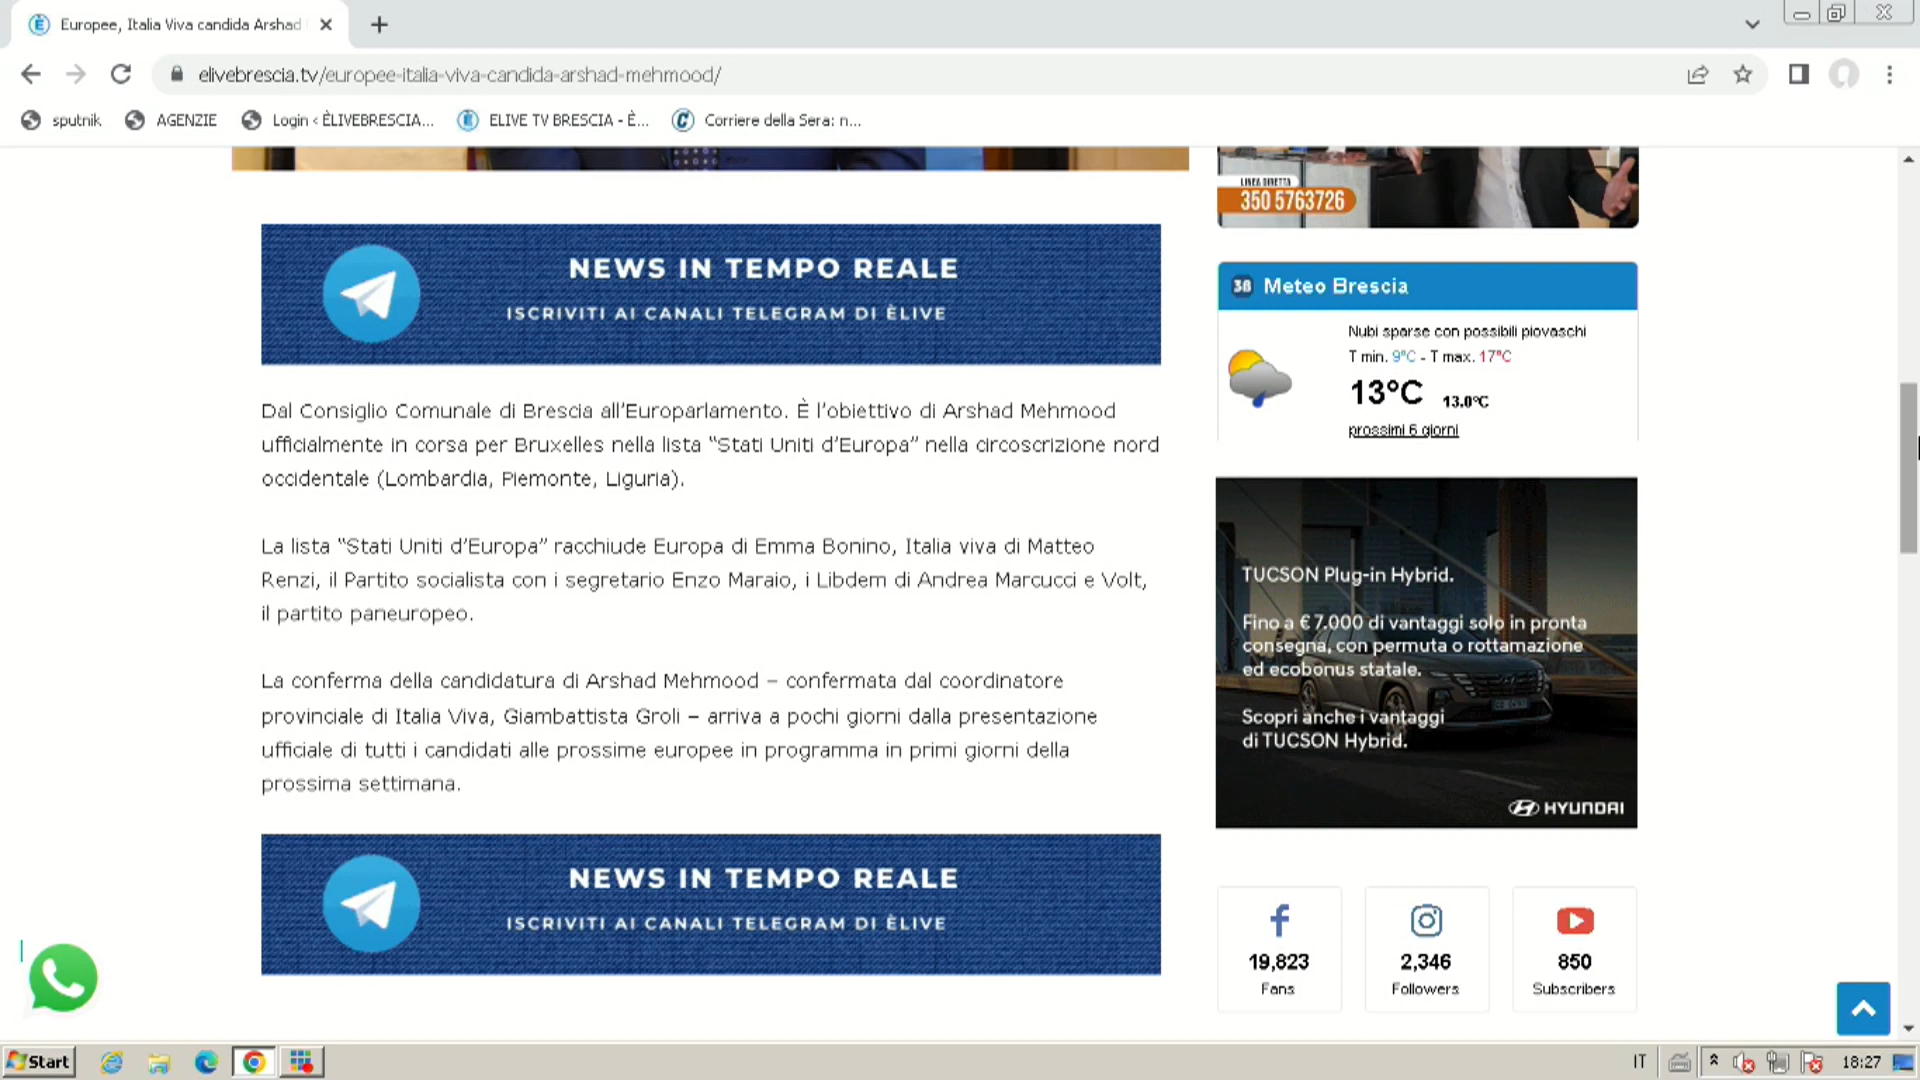 Europee, Italia Viva candida Arshad
elivebrescia.tv/europee-italia-viva-candida-arshad-mehmood/
sputnik
AGENZIE
Login ‹ ÈLIVEBRESCIA...
ELIVE TV BRESCIA - È...
Corriere della Sera: n...
LINEA DIRETTA
350 5763726
NEWS IN TEMPO REALE
ISCRIVITI AI CANALI TELEGRAM DI ÈLIVE
Dal Consiglio Comunale di Brescia all’Europarlamento. È l’obiettivo di Arshad Mehmood
ufficialmente in corsa per Bruxelles nella lista “Stati Uniti d’Europa” nella circoscrizione nord
occidentale (Lombardia, Piemonte, Liguria).
La lista “Stati Uniti d’Europa” racchiude Europa di Emma Bonino, Italia viva di Matteo
Renzi, il Partito socialista con i segretario Enzo Maraio, i Libdem di Andrea Marcucci e Volt,
il partito paneuropeo.
La conferma della candidatura di Arshad Mehmood – confermata dal coordinatore
provinciale di Italia Viva, Giambattista Groli – arriva a pochi giorni dalla presentazione
ufficiale di tutti i candidati alle prossime europee in programma in primi giorni della
prossima settimana.
NEWS IN TEMPO REALE
ISCRIVITI AI CANALI TELEGRAM DI ÈLIVE
3B Meteo Brescia
Nubi sparse con possibili piovaschi
T min. 9°C - T max. 17°C
13°C 13.0°C
prossimi 6 giorni
TUCSON Plug-in Hybrid.
Fino a € 7.000 di vantaggi solo in pronta
consegna, con permuta o rottamazione
ed ecobonus statale.
Scopri anche i vantaggi
di TUCSON Hybrid.
HYUNDAI
19,823
Fans
2,346
Followers
850
Subscribers
Start
IT
18:27